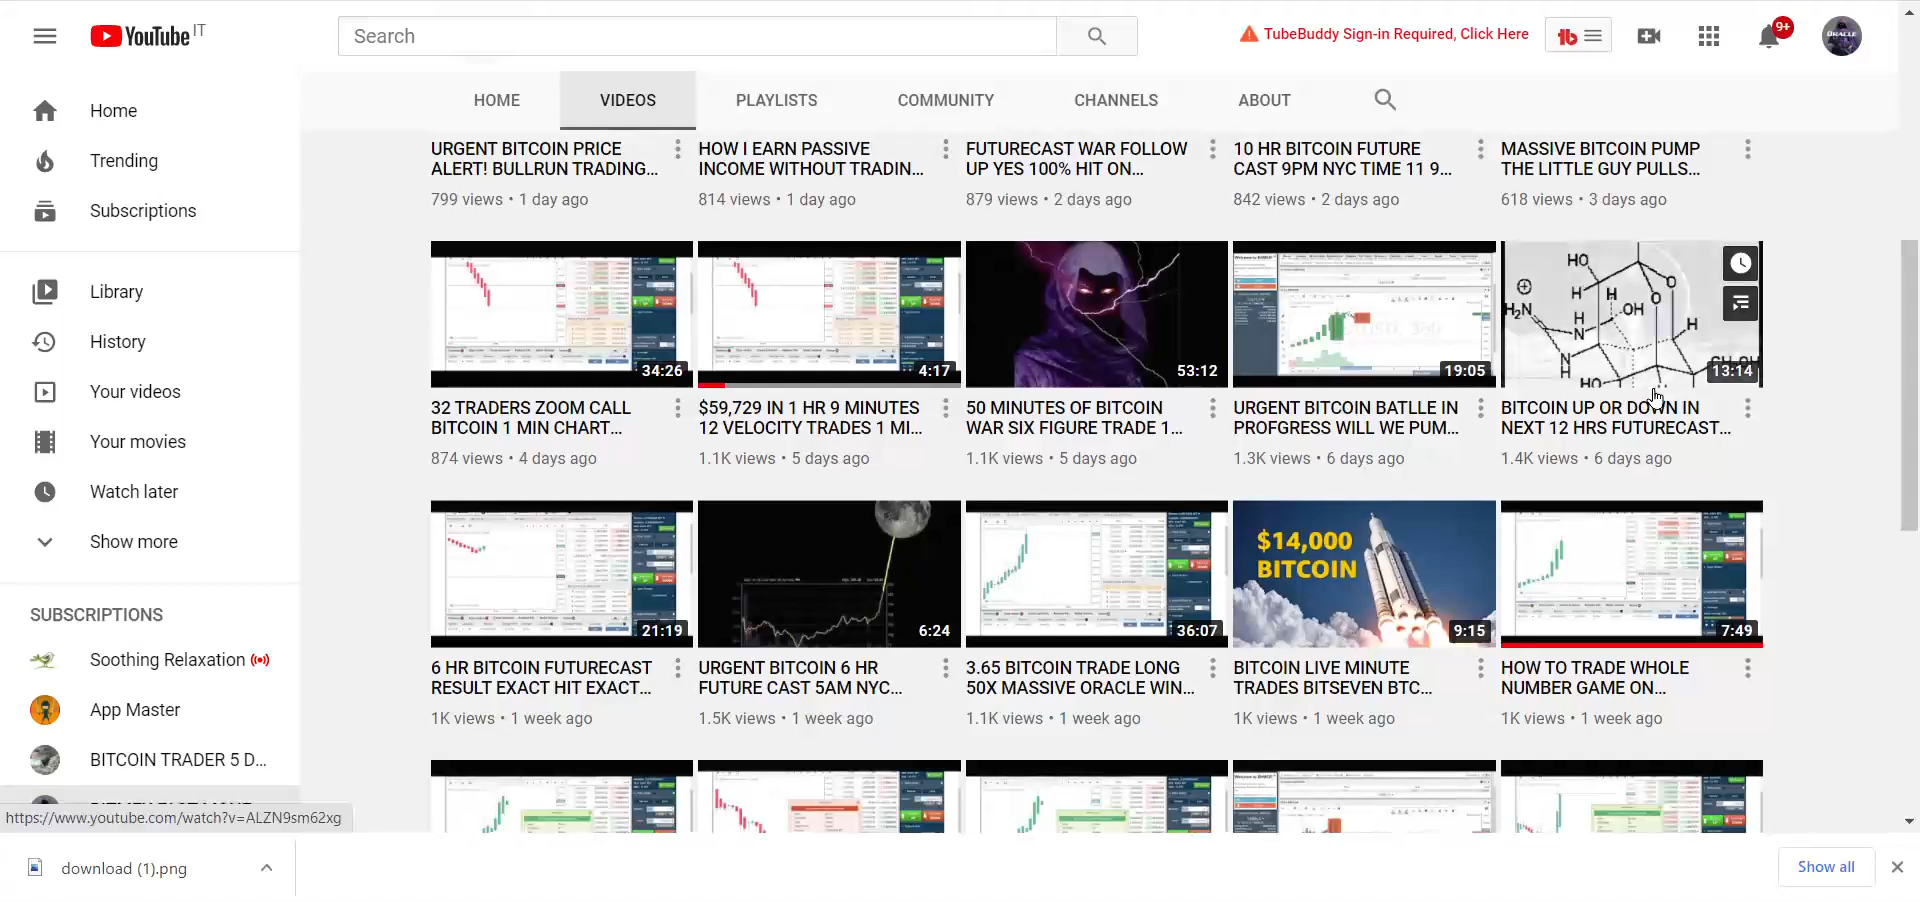 YouTube IT
Search
TubeBuddy Sign-in Required, Click Here
9+
ORACLE
Home
Trending
Subscriptions
Library
History
Your videos
Your movies
Watch later
Show more
SUBSCRIPTIONS
Soothing Relaxation
App Master
BITCOIN TRADER 5 D...
HOME
VIDEOS
PLAYLISTS
COMMUNITY
CHANNELS
ABOUT
URGENT BITCOIN PRICE
ALERT! BULLRUN TRADING...
799 views • 1 day ago
HOW I EARN PASSIVE
INCOME WITHOUT TRADIN...
814 views • 1 day ago
FUTURECAST WAR FOLLOW
UP YES 100% HIT ON...
879 views • 2 days ago
10 HR BITCOIN FUTURE
CAST 9PM NYC TIME 11 9...
842 views • 2 days ago
MASSIVE BITCOIN PUMP
THE LITTLE GUY PULLS...
618 views • 3 days ago
34:26
32 TRADERS ZOOM CALL
BITCOIN 1 MIN CHART...
874 views • 4 days ago
4:17
$59,729 IN 1 HR 9 MINUTES
12 VELOCITY TRADES 1 MI...
1.1K views • 5 days ago
53:12
50 MINUTES OF BITCOIN
WAR SIX FIGURE TRADE 1...
1.1K views • 5 days ago
19:05
URGENT BITCOIN BATLLE IN
PROFGRESS WILL WE PUM...
1.3K views • 6 days ago
HO
O
H
H
OH
O
H₂N
H
N
H
N
H
HO
CH₂OH
13:14
BITCOIN UP OR DOWN IN
NEXT 12 HRS FUTURECAST...
1.4K views • 6 days ago
21:19
6 HR BITCOIN FUTURECAST
RESULT EXACT HIT EXACT...
1K views • 1 week ago
6:24
URGENT BITCOIN 6 HR
FUTURE CAST 5AM NYC...
1.5K views • 1 week ago
36:07
3.65 BITCOIN TRADE LONG
50X MASSIVE ORACLE WIN...
1.1K views • 1 week ago
$14,000
BITCOIN
9:15
BITCOIN LIVE MINUTE
TRADES BITSEVEN BTC...
1K views • 1 week ago
7:49
HOW TO TRADE WHOLE
NUMBER GAME ON...
1K views • 1 week ago
https://www.youtube.com/watch?v=ALZN9sm62xg
download (1).png
Show all